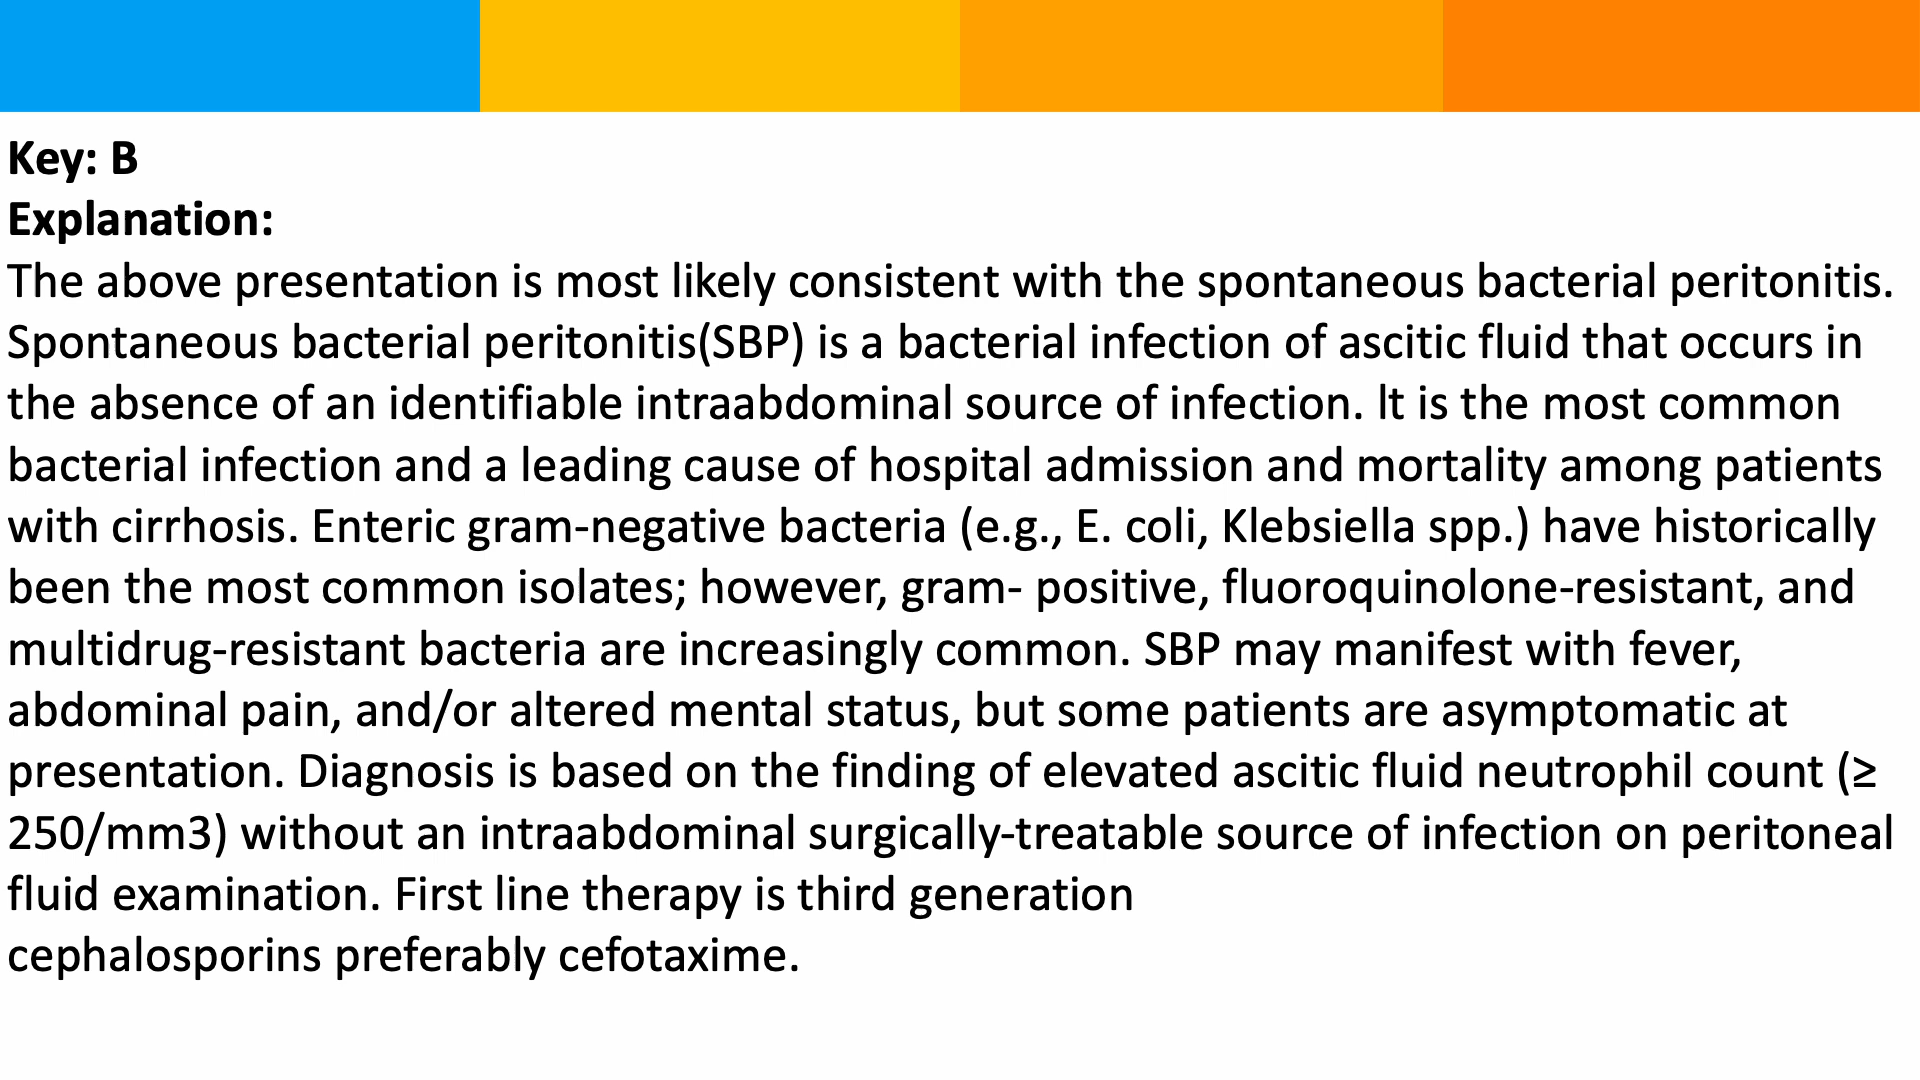 Key: B
Explanation:
The above presentation is most likely consistent with the spontaneous bacterial peritonitis.
Spontaneous bacterial peritonitis(SBP) is a bacterial infection of ascitic fluid that occurs in
the absence of an identifiable intraabdominal source of infection. It is the most common
bacterial infection and a leading cause of hospital admission and mortality among patients
with cirrhosis. Enteric gram-negative bacteria (e.g., E. coli, Klebsiella spp.) have historically
been the most common isolates; however, gram- positive, fluoroquinolone-resistant, and
multidrug-resistant bacteria are increasingly common. SBP may manifest with fever,
abdominal pain, and/or altered mental status, but some patients are asymptomatic at
presentation. Diagnosis is based on the finding of elevated ascitic fluid neutrophil count (≥
250/mm3) without an intraabdominal surgically-treatable source of infection on peritoneal
fluid examination. First line therapy is third generation
cephalosporins preferably cefotaxime.